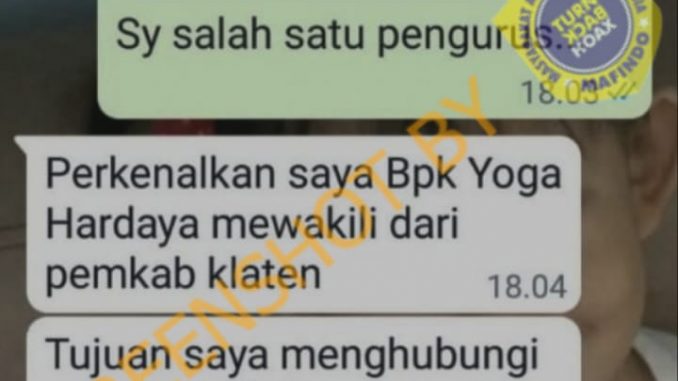 Sy salah satu pengurus...
18.03
Perkenalkan saya Bpk Yoga
Hardaya mewakili dari
pemkab klaten
18.04
Tujuan saya menghubungi
TURN
BACK
HOAX
MAFINDO
SCREENSHOT BY